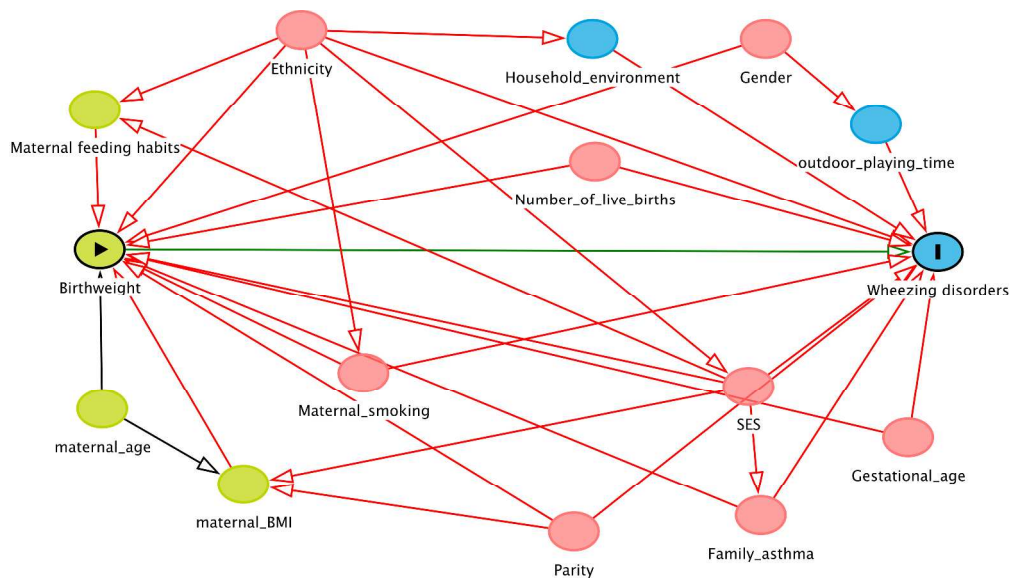 Ethnicity
Household_environment
Gender
Maternal feeding habits
outdoor_playing_time
Number_of_live_births
Birthweight
Wheezing disorders
Maternal_smoking
SES
maternal_age
Gestational_age
maternal_BMI
Family_asthma
Parity